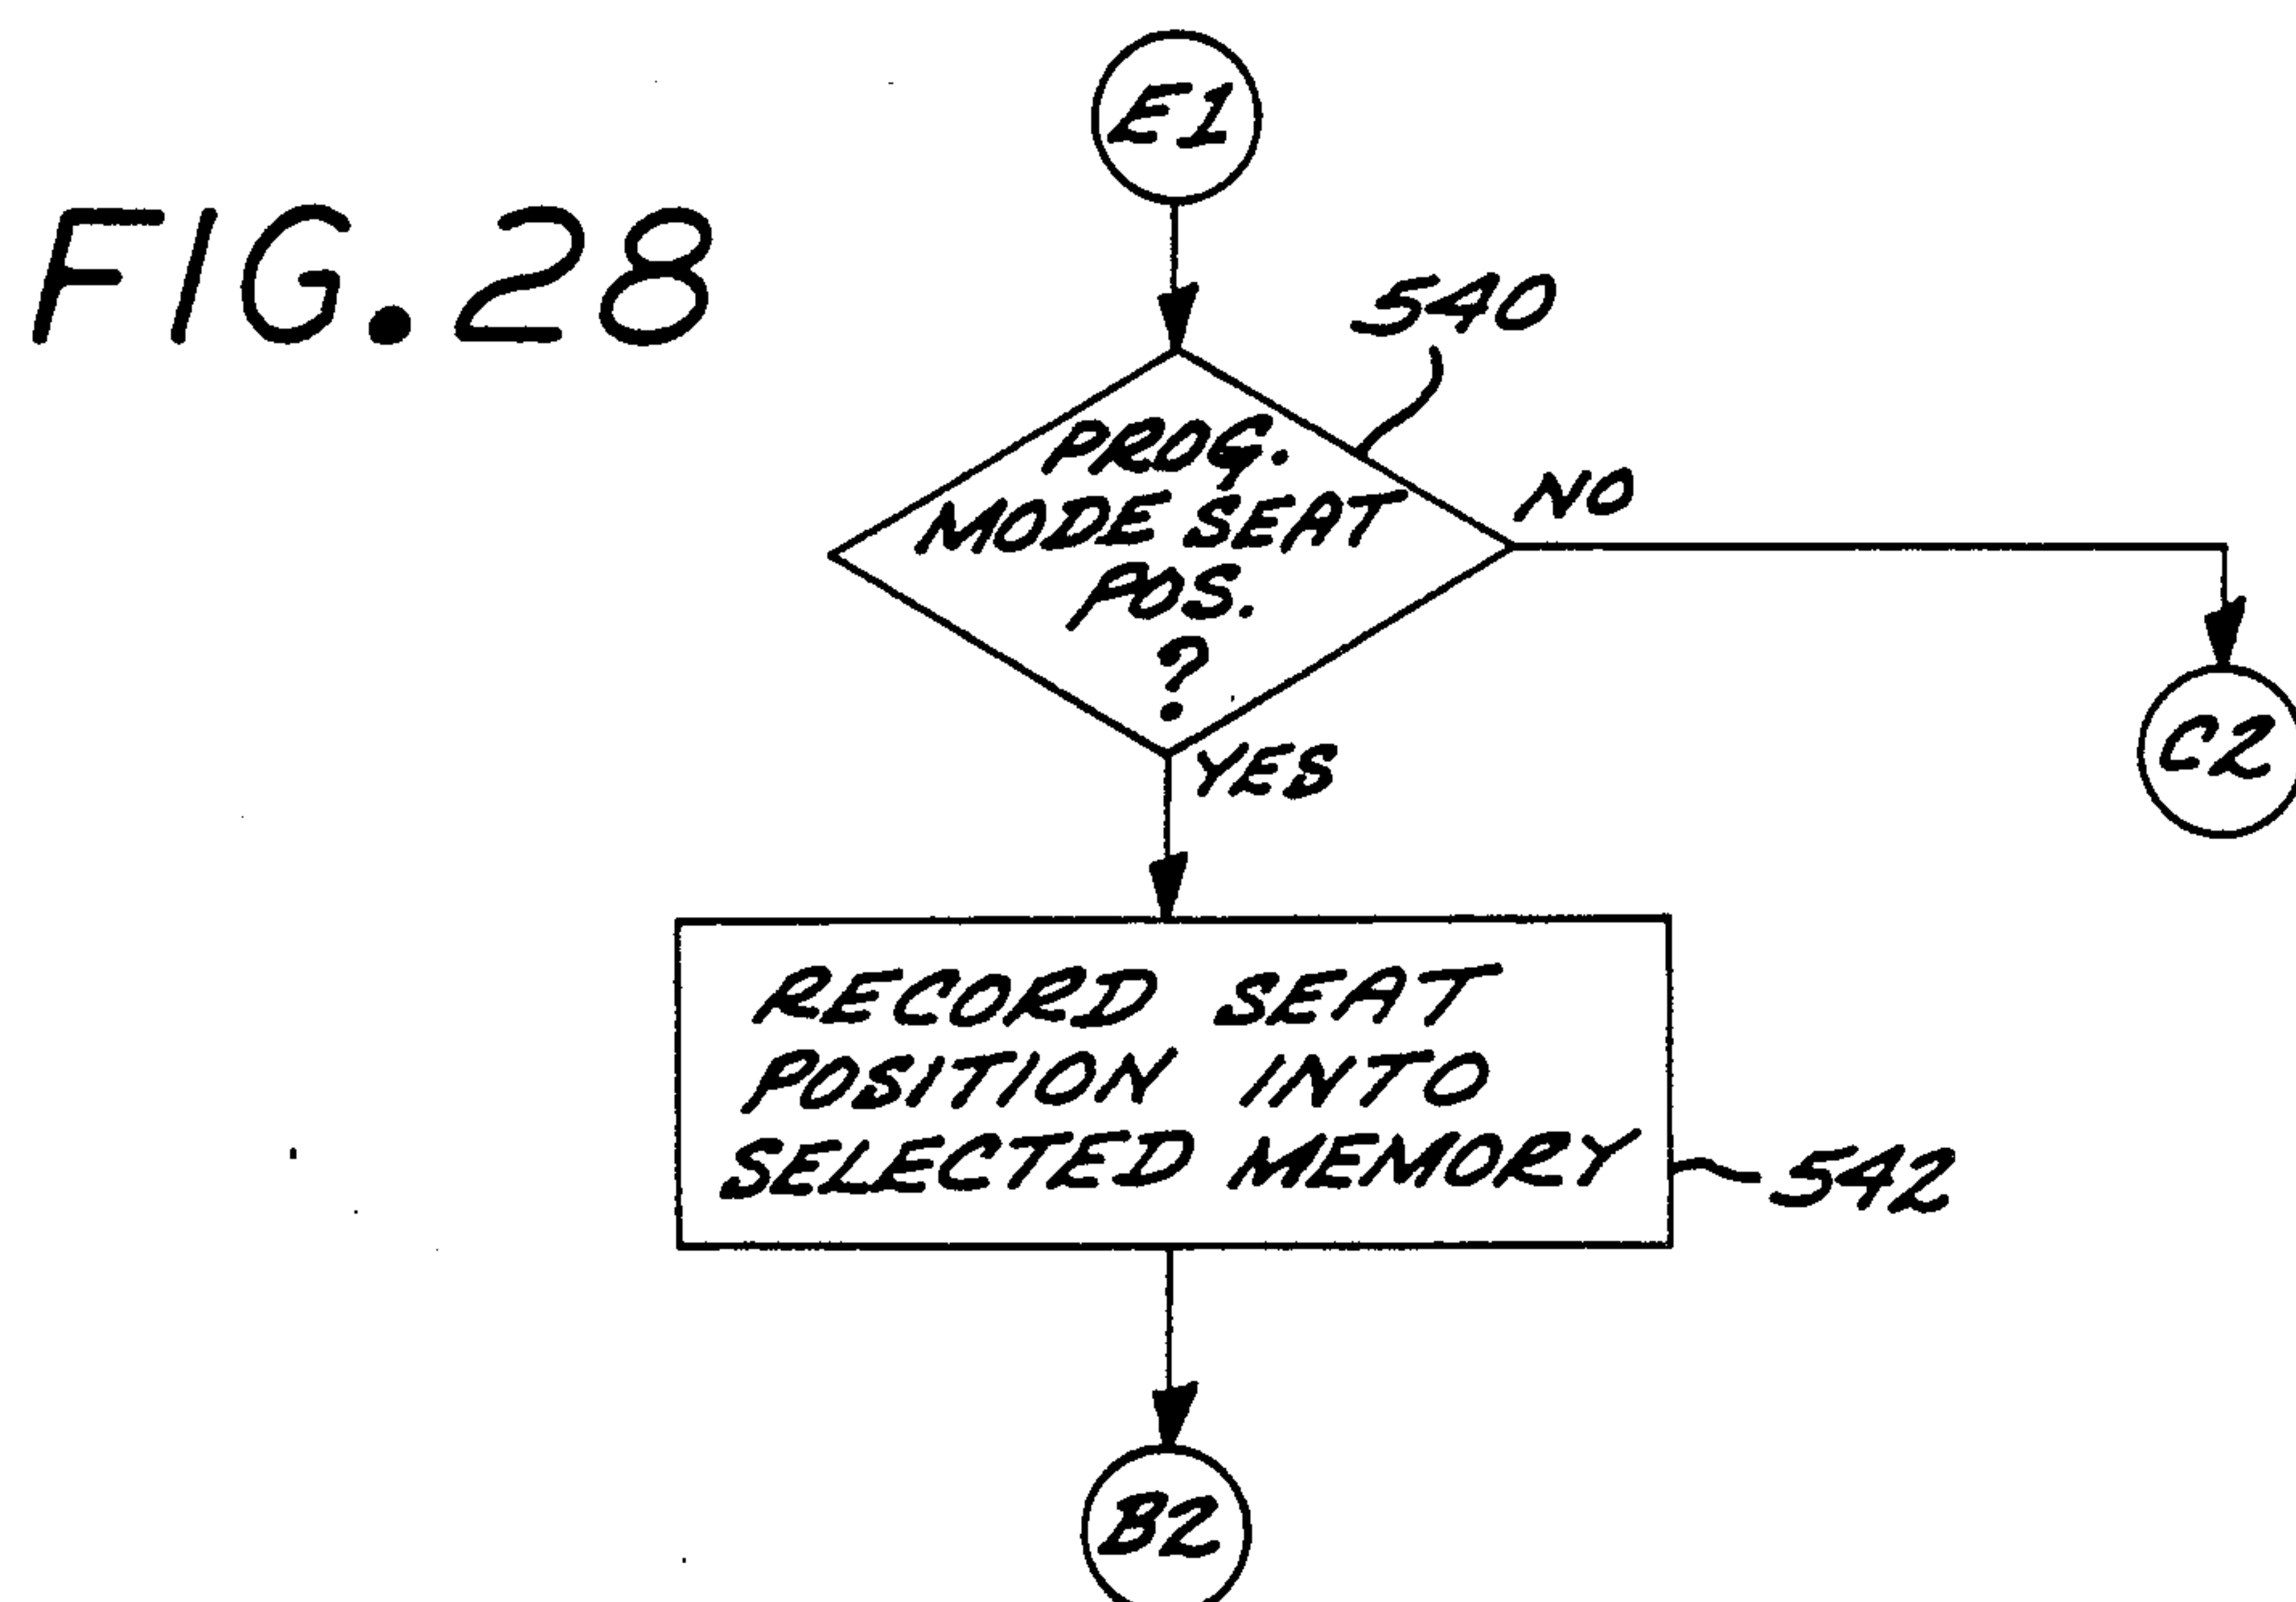 E1
FIG. 28
540
PROG.
MODE SEAT
POS.
?
NO
C2
YES
RECORD SEAT
POSITION INTO
SELECTED MEMORY
542
B2